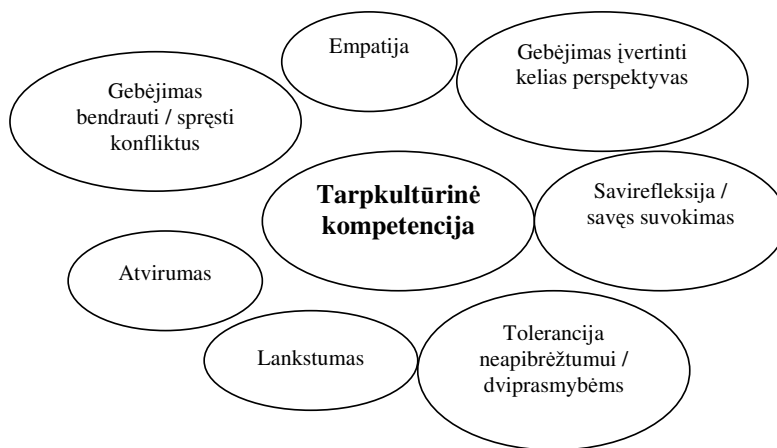 Empatija
Gebėjimas įvertinti
kelias perspektyvas
Gebėjimas
bendrauti / spręsti
konfliktus
Tarpkultūrinė
kompetencija
Savirefleksija /
savęs suvokimas
Atvirumas
Lankstumas
Tolerancija
neapibrėžtumui /
dviprasmybėms